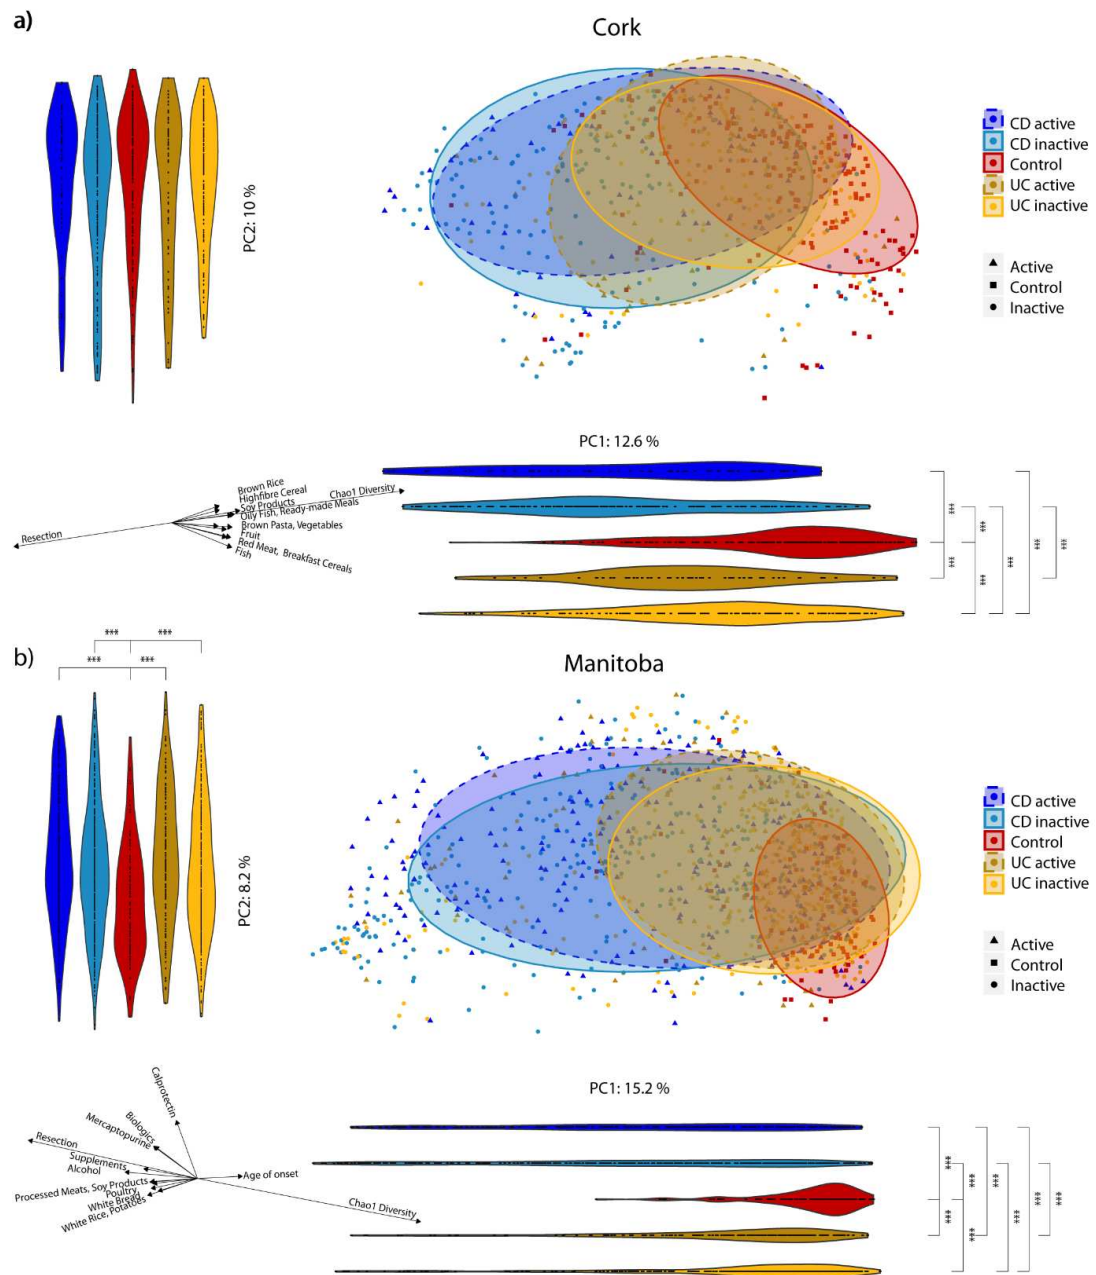 a)
Cork
PC2: 10 %
CD active
CD inactive
Control
UC active
UC inactive
Active
Control
Inactive
PC1: 12.6 %
Brown Rice
Highfibre Cereal
Chao1 Diversity
Soy Products
Oily Fish, Ready-made Meals
Brown Pasta, Vegetables
Fruit
Red Meat, Breakfast Cereals
Fish
Resection
***
***
***
***
***
***
***
b)
***
***
***
***
Manitoba
PC2: 8.2 %
CD active
CD inactive
Control
UC active
UC inactive
Active
Control
Inactive
PC1: 15.2 %
Calprotectin
Biologics
Mercaptopurine
Resection
Supplements
Alcohol
Age of onset
Processed Meats, Soy Products
Poultry
White Bread
White Rice, Potatoes
Chao1 Diversity
***
***
***
***
***
***
***
***
***